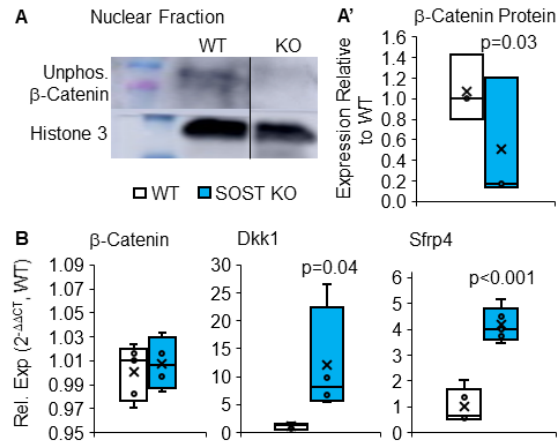 A Nuclear Fraction
WT KO
Unphos.
β-Catenin
Histone 3
WT SOST KO
A' β-Catenin Protein
p=0.03
Expression Relative
to WT
1.6
1.4
1.2
1.0
0.8
0.6
0.4
0.2
0.0
B β-Catenin
Rel. Exp (2^-ΔΔCT, WT)
1.09
1.07
1.05
1.03
1.01
0.99
0.97
0.95
Dkk1
p=0.04
30
25
20
15
10
5
0
Sfrp4
p<0.001
6
5
4
3
2
1
0